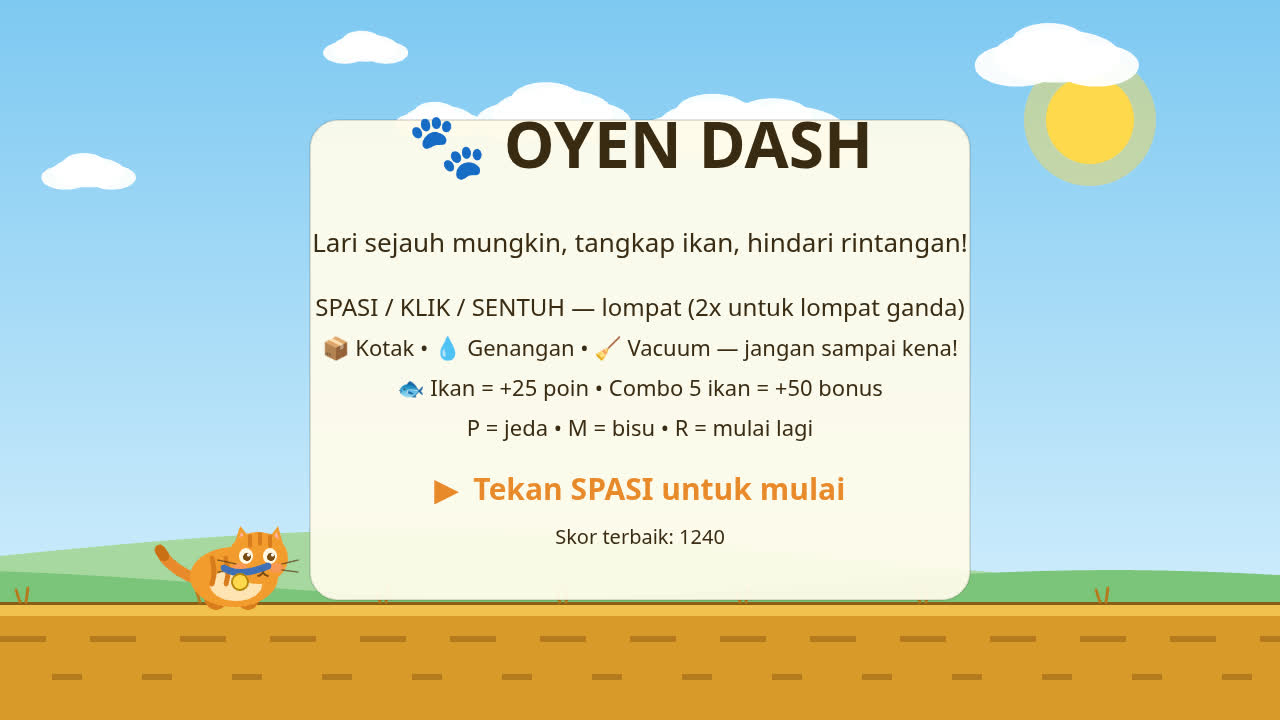 🐾 OYEN DASH
Lari sejauh mungkin, tangkap ikan, hindari rintangan!
SPASI / KLIK / SENTUH — lompat (2x untuk lompat ganda)
📦 Kotak • 💧 Genangan • 🧹 Vacuum — jangan sampai kena!
🐟 Ikan = +25 poin • Combo 5 ikan = +50 bonus
P = jeda • M = bisu • R = mulai lagi
▶ Tekan SPASI untuk mulai
Skor terbaik: 1240